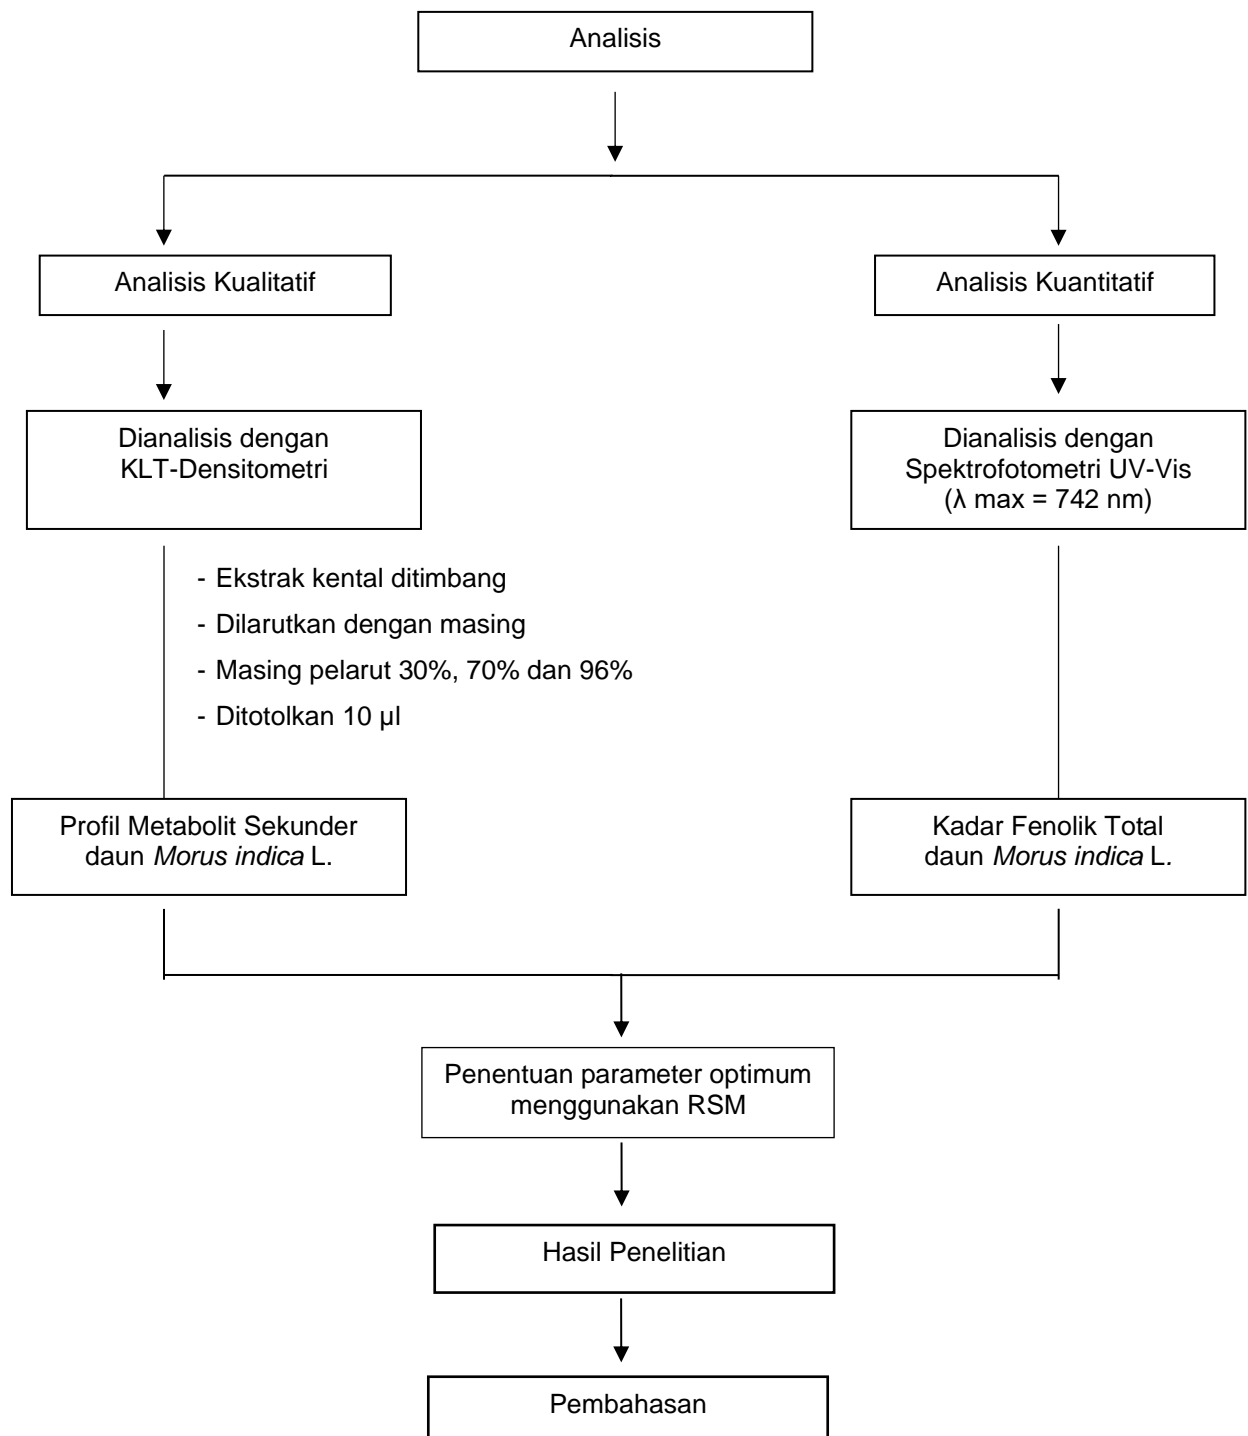 Analisis
Analisis Kualitatif
Analisis Kuantitatif
Dianalisis dengan
KLT-Densitometri
Dianalisis dengan
Spektrofotometri UV-Vis
(λ max = 742 nm)
- Ekstrak kental ditimbang
- Dilarutkan dengan masing
- Masing pelarut 30%, 70% dan 96%
- Ditotolkan 10 µl
Profil Metabolit Sekunder
daun Morus indica L.
Kadar Fenolik Total
daun Morus indica L.
Penentuan parameter optimum
menggunakan RSM
Hasil Penelitian
Pembahasan